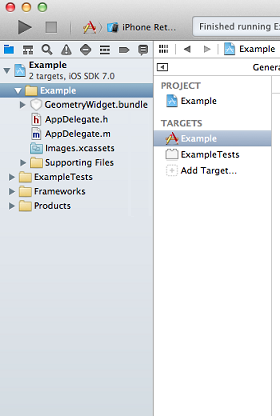 iPhone Ret...
Finished running E
Example
Example
2 targets, iOS SDK 7.0
Example
GeometryWidget.bundle
AppDelegate.h
AppDelegate.m
Images.xcassets
Supporting Files
ExampleTests
Frameworks
Products
Genera
PROJECT
Example
TARGETS
Example
ExampleTests
Add Target...